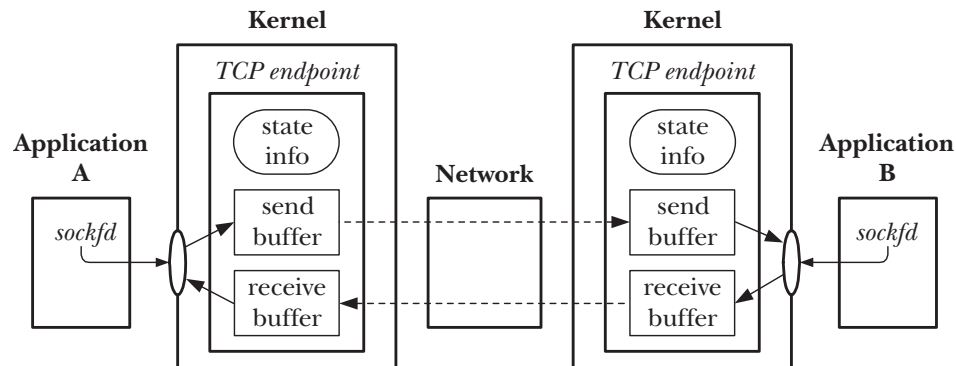 Kernel
Kernel
TCP endpoint
TCP endpoint
state
info
state
info
Application
A
Application
B
Network
sockfd
send
buffer
send
buffer
sockfd
receive
buffer
receive
buffer